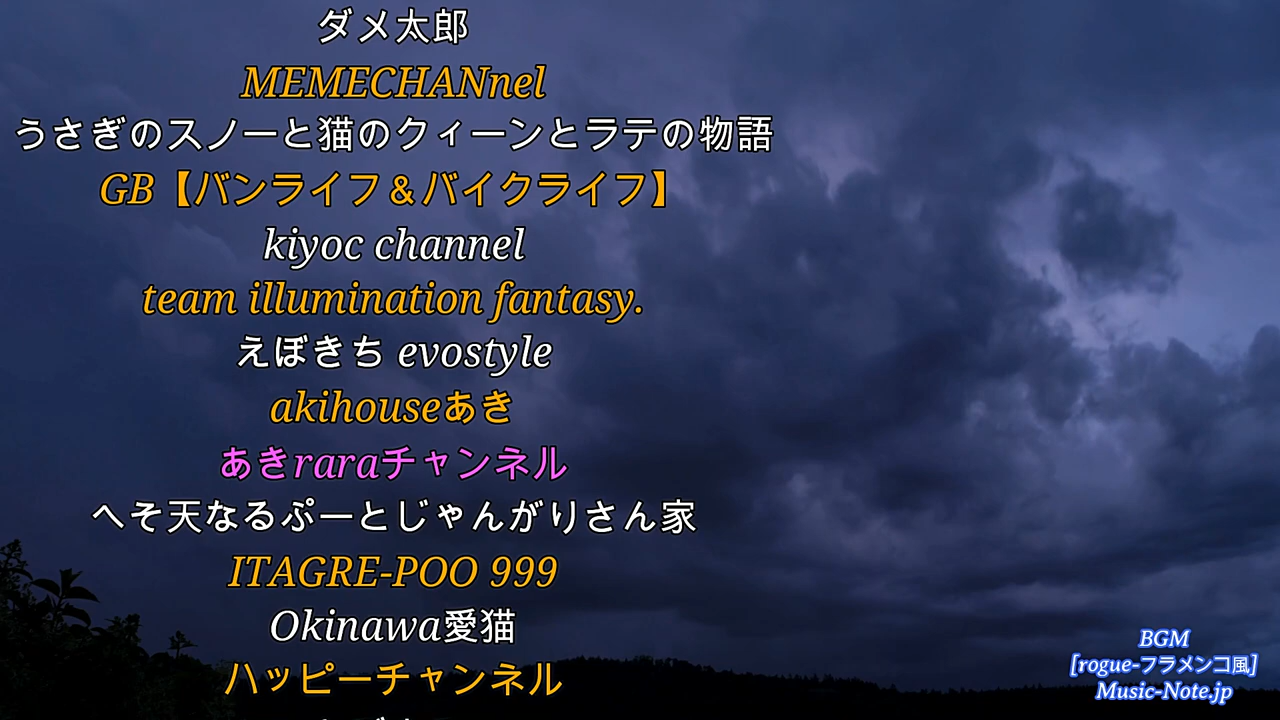 ダメ太郎
MEMECHANnel
うさぎのスノーと猫のクィーンとラテの物語
GB【バンライフ＆バイクライフ】
kiyoc channel
team illumination fantasy.
えぼきち evostyle
akihouseあき
あきraraチャンネル
へそ天なるぷーとじゃんがりさん家
ITAGRE-POO 999
Okinawa愛猫
ハッピーチャンネル
BGM
[rogue-フラメンコ風]
Music-Note.jp